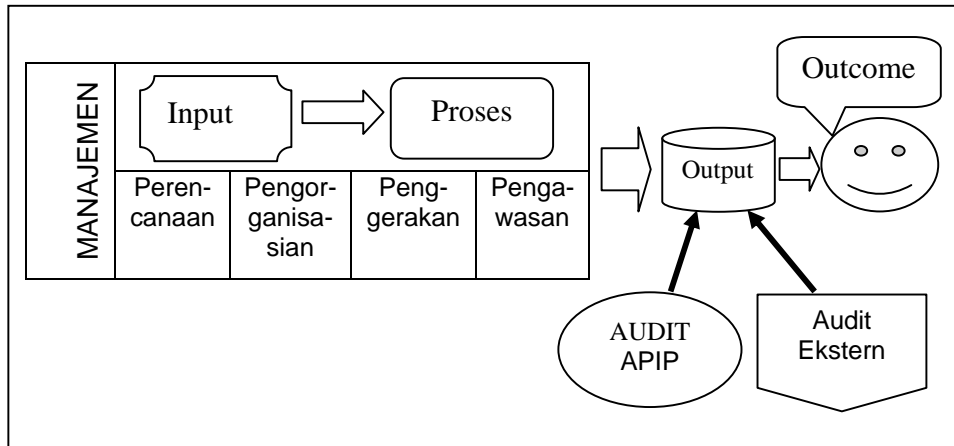 MANAJEMEN
Input
Proses
Peren-
canaan
Pengor-
ganisa-
sian
Peng-
gerakan
Penga-
wasan
Output
Outcome
AUDIT
APIP
Audit
Ekstern